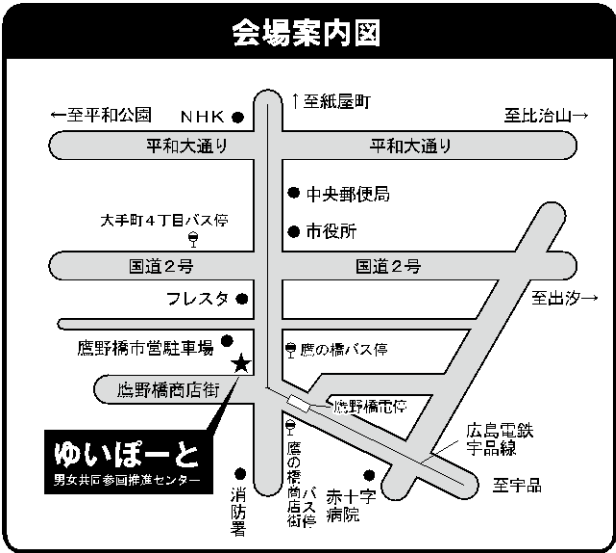 会場案内図
↑至紙屋町
←至平和公園
NHK
至比治山→
平和大通り
平和大通り
中央郵便局
大手町4丁目バス停
市役所
国道2号
国道2号
フレスタ
至出汐→
鷹野橋市営駐車場
鷹の橋バス停
鷹野橋商店街
鷹野橋電停
ゆいぽーと
男女共同参画推進センター
広島電鉄
宇品線
至宇品
消防署
鷹の橋商店街バス停
赤十字
病院